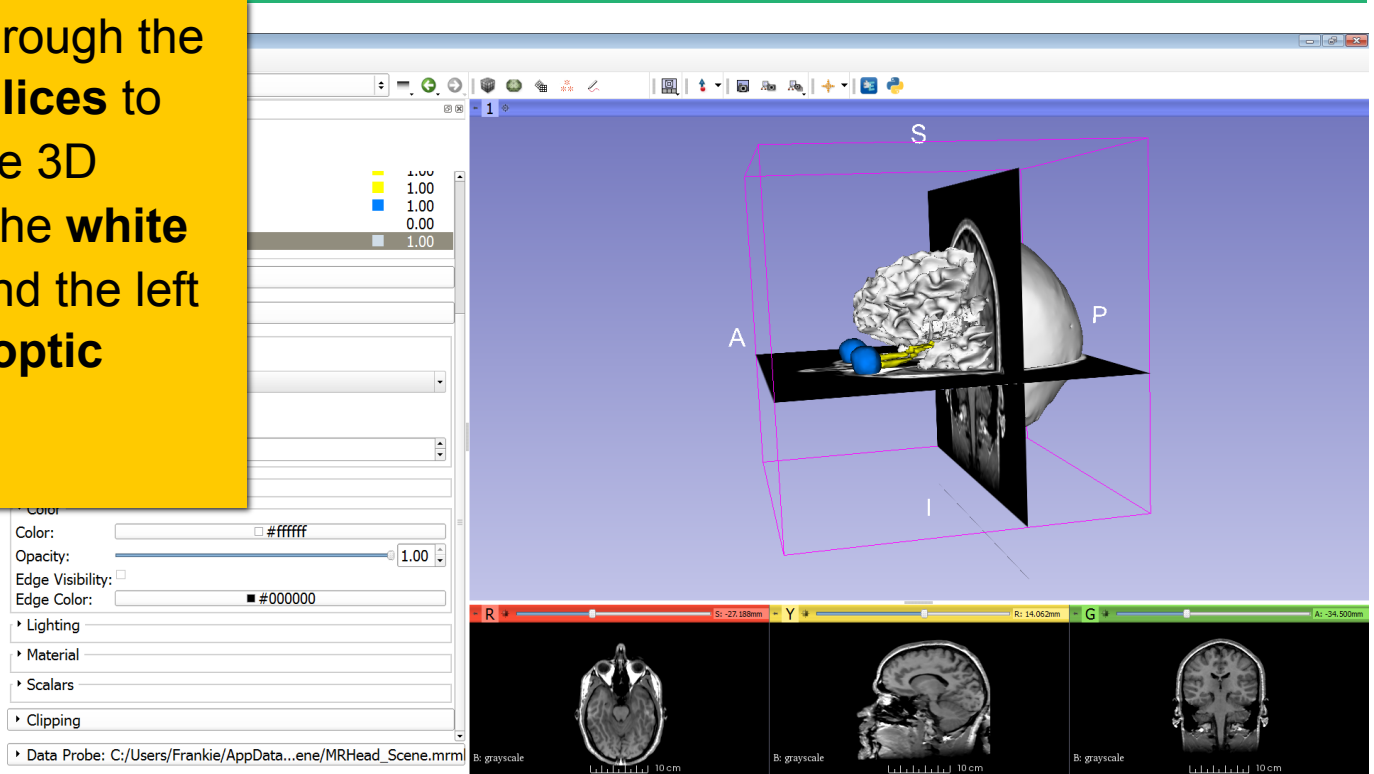 rough the
lices to
e 3D
he white
nd the left
optic
1
1.00
1.00
1.00
0.00
1.00
S
A
P
I
Color
Color:
#ffffff
Opacity:
1.00
Edge Visibility:
Edge Color:
#000000
Lighting
Material
Scalars
Clipping
Data Probe: C:/Users/Frankie/AppData...ene/MRHead_Scene.mrml
R
S: -27.188mm
Y
R: 14.062mm
G
A: -34.500mm
B: grayscale
10 cm
B: grayscale
10 cm
B: grayscale
10 cm